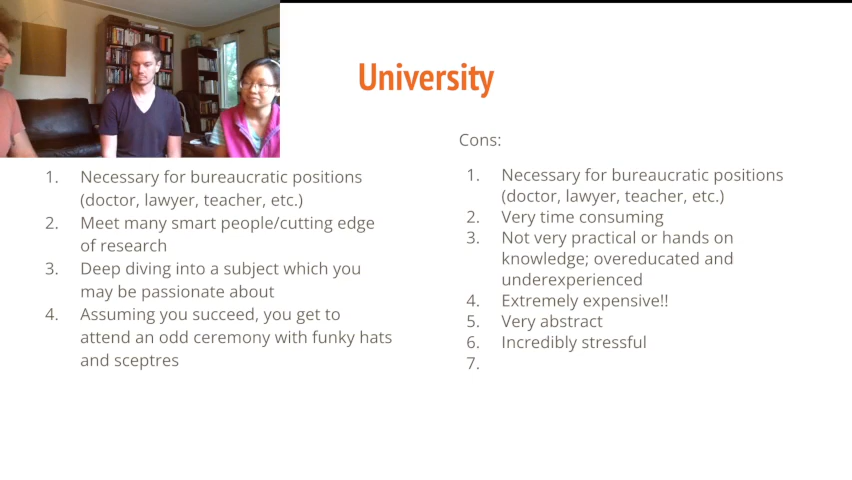 University
1. Necessary for bureaucratic positions
(doctor, lawyer, teacher, etc.)
2. Meet many smart people/cutting edge
of research
3. Deep diving into a subject which you
may be passionate about
4. Assuming you succeed, you get to
attend an odd ceremony with funky hats
and sceptres
Cons:
1. Necessary for bureaucratic positions
(doctor, lawyer, teacher, etc.)
2. Very time consuming
3. Not very practical or hands on
knowledge; overeducated and
underexperienced
4. Extremely expensive!!
5. Very abstract
6. Incredibly stressful
7.